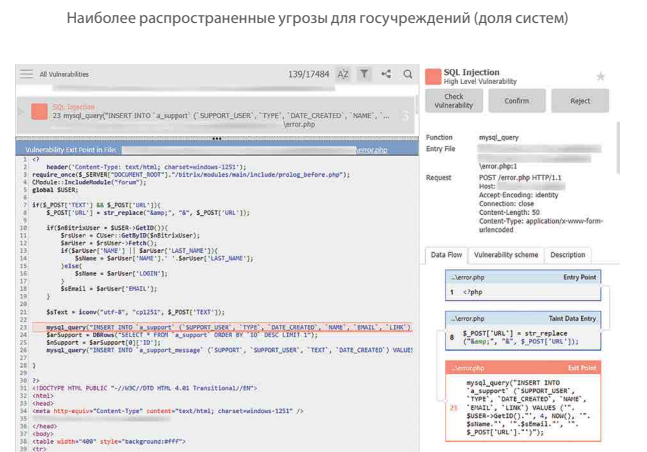 Наиболее распространенные угрозы для госучреждений (доля систем)
All Vulnerabilities
139/17484
SQL Injection
23 mysql_query("INSERT INTO `a_support` (`SUPPORT_USER`, `TYPE`, `DATE_CREATED`, `NAME`, `...
\error.php
Vulnerability Exit Point in File:
\error.php
1 <?
2 header('Content-Type: text/html; charset=windows-1251');
3 require_once($_SERVER["DOCUMENT_ROOT"]."/bitrix/modules/main/include/prolog_before.php");
4 CModule::IncludeModule("forum");
5 global $USER;
6
7 if($_POST['TEXT'] && $_POST['URL']){
8 $_POST['URL'] = str_replace("&amp;", "&", $_POST['URL']);
9
10 if($nBitrixUser = $USER->GetID()){
11 $rsUser = CUser::GetByID($nBitrixUser);
12 $arUser = $rsUser->Fetch();
13 if($arUser['NAME'] || $arUser['LAST_NAME']){
14 $sName = $arUser['NAME'].' '.$arUser['LAST_NAME'];
15 }else{
16 $sName = $arUser['LOGIN'];
17 }
18 $sEmail = $arUser['EMAIL'];
19 }
20
21 $sText = iconv("utf-8", "cp1251", $_POST['TEXT']);
22
23 mysql_query("INSERT INTO `a_support` (`SUPPORT_USER`, `TYPE`, `DATE_CREATED`, `NAME`, `EMAIL`, `LINK`)
24 $arSupport = DBRows("SELECT * FROM `a_support` ORDER BY `ID` DESC LIMIT 1");
25 $nSupport = $arSupport[0]['ID'];
26 mysql_query("INSERT INTO `a_support_message` (`SUPPORT`, `SUPPORT_USER`, `TEXT`, `DATE_CREATED`) VALUES
27
28 }
29
30 ?>
31 <!DOCTYPE HTML PUBLIC "-//W3C//DTD HTML 4.01 Transitional//EN">
32 <html>
33 <head>
34 <meta http-equiv="Content-Type" content="text/html; charset=windows-1251" />
35
36 </head>
37 <body>
38 <table width="400" style="background:#fff">
39 <tr>
SQL Injection
High Level Vulnerability
Check Vulnerability
Confirm
Reject
Function mysql_query
Entry File
\error.php:1
Request POST /error.php HTTP/1.1
Host:
Accept-Encoding: identity
Connection: close
Content-Length: 50
Content-Type: application/x-www-form-
urlencoded
Data Flow Vulnerability scheme Description
..\error.php Entry Point
1 <?php
..\error.php Taint Data Entry
8 $_POST['URL'] = str_replace
("&amp;", "&", $_POST['URL']);
..\error.php Exit Point
mysql_query("INSERT INTO
`a_support` (`SUPPORT_USER`,
`TYPE`, `DATE_CREATED`, `NAME`,
23 `EMAIL`, `LINK`) VALUES ('".
$USER->GetID()."', 4, NOW(), '".
$sName."', '".$sEmail."', '".
$_POST['URL']."')");